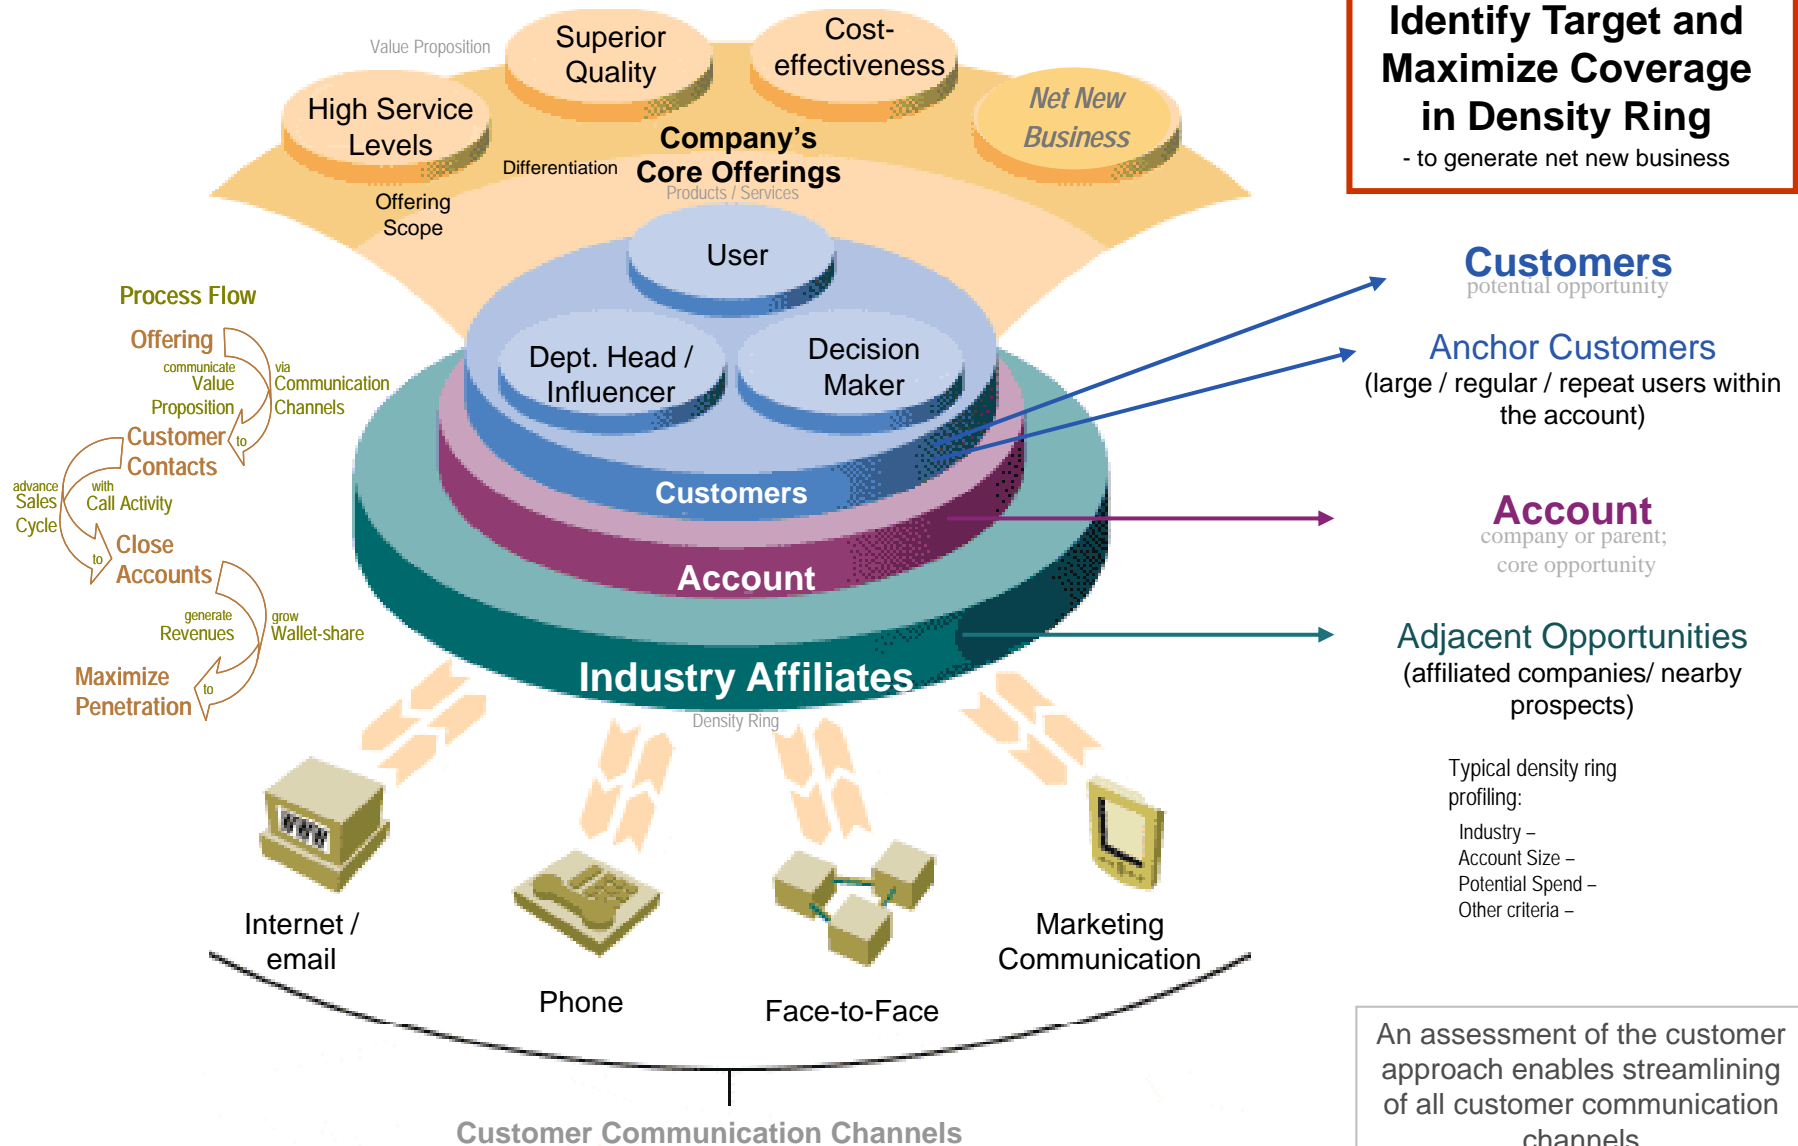 Identify Target and
Maximize Coverage
in Density Ring
- to generate net new business
Value Proposition
Superior
Quality
Cost-
effectiveness
High Service
Levels
Net New
Business
Company's
Core Offerings
Differentiation
Products / Services
Offering
Scope
User
Dept. Head /
Influencer
Decision
Maker
Customers
Account
Industry Affiliates
Density Ring
Process Flow
Offering
communicate
Value
Proposition
via
Communication
Channels
to
Customer
Contacts
advance
Sales
Cycle
with
Call Activity
to
Close
Accounts
generate
Revenues
grow
Wallet-share
to
Maximize
Penetration
Customers
potential opportunity
Anchor Customers
(large / regular / repeat users within
the account)
Account
company or parent;
core opportunity
Adjacent Opportunities
(affiliated companies/ nearby
prospects)
Typical density ring
profiling:
Industry –
Account Size –
Potential Spend –
Other criteria –
WWW
Internet /
email
Phone
Face-to-Face
Marketing
Communication
Customer Communication Channels
An assessment of the customer
approach enables streamlining
of all customer communication
channels